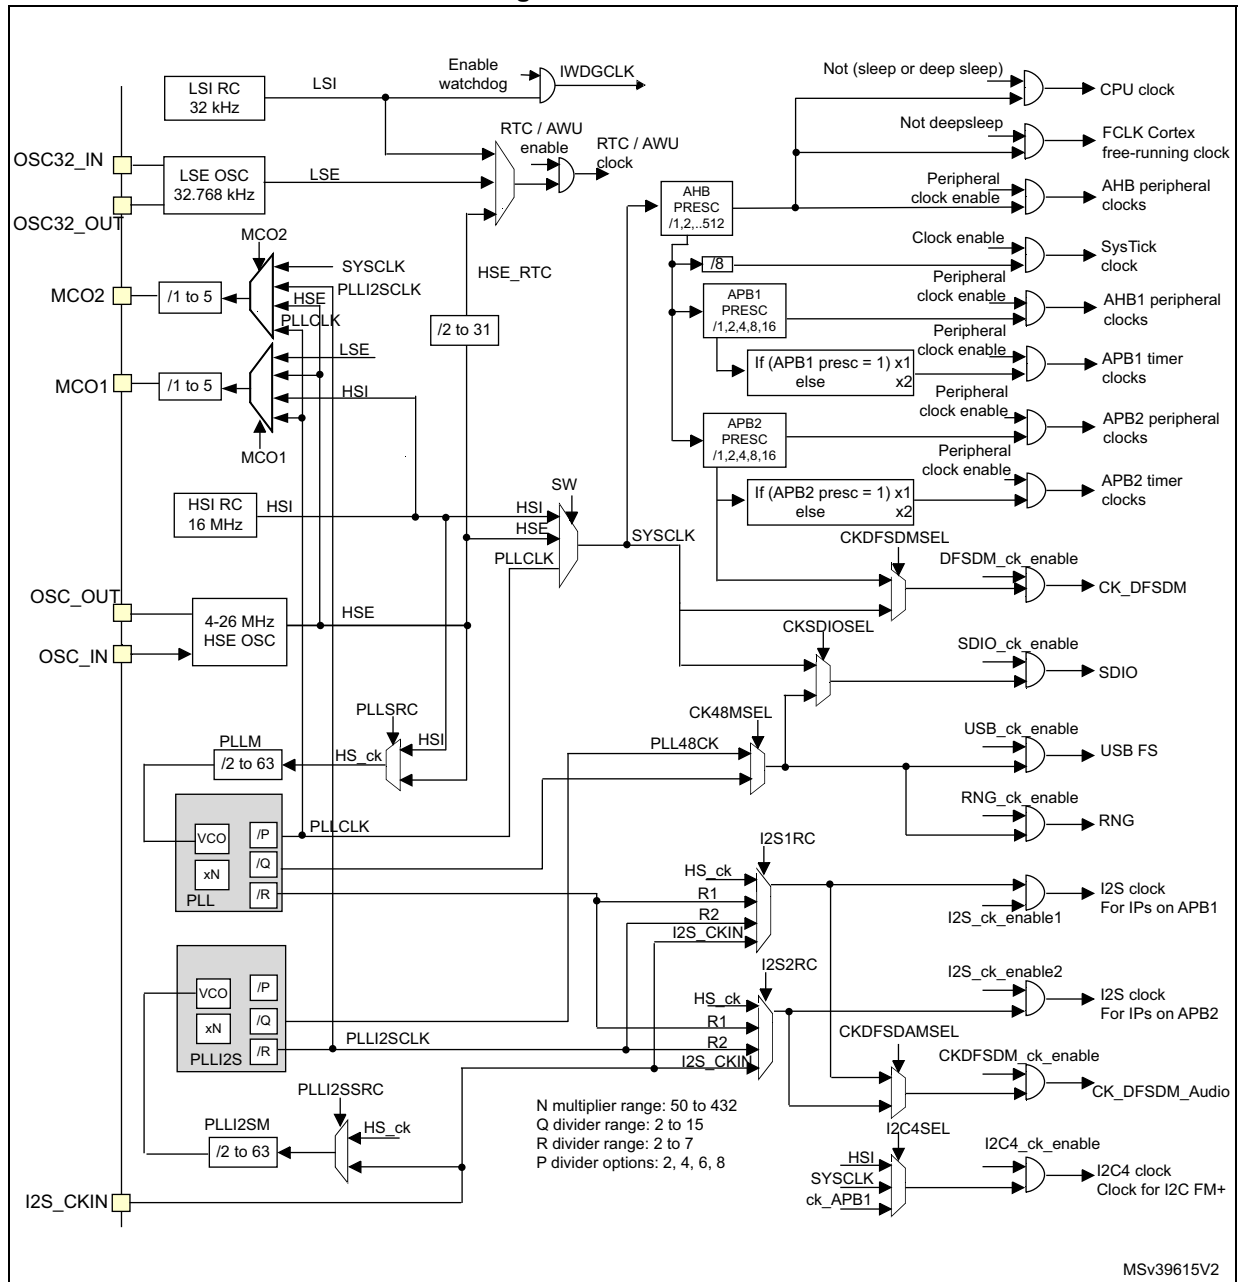 LSI RC
32 kHz
LSI
Enable
watchdog
IWDGCLK
Not (sleep or deep sleep)
CPU clock
Not deepsleep
FCLK Cortex
free-running clock
OSC32_IN
LSE OSC
32.768 kHz
LSE
OSC32_OUT
RTC / AWU
enable
RTC / AWU
clock
AHB
PRESC
/1,2,..512
Peripheral
clock enable
AHB peripheral
clocks
MCO2
SYSCLK
PLLI2SCLK
HSE
PLLCLK
MCO2
/1 to 5
HSE_RTC
/2 to 31
Clock enable
/8
SysTick
clock
APB1
PRESC
/1,2,4,8,16
Peripheral
clock enable
AHB1 peripheral
clocks
LSE
MCO1
/1 to 5
HSI
MCO1
If (APB1 presc = 1) x1
else x2
Peripheral
clock enable
APB1 timer
clocks
APB2
PRESC
/1,2,4,8,16
Peripheral
clock enable
APB2 peripheral
clocks
HSI RC
16 MHz
HSI
SW
HSI
HSE
PLLCLK
SYSCLK
If (APB2 presc = 1) x1
else x2
Peripheral
clock enable
APB2 timer
clocks
CKDFSDMSEL
DFSDM_ck_enable
CK_DFSDM
OSC_OUT
4-26 MHz
HSE OSC
HSE
OSC_IN
CKSDIOSEL
SDIO_ck_enable
SDIO
PLLSRC
HSI
PLLM
/2 to 63
HS_ck
CK48MSEL
PLL48CK
USB_ck_enable
USB FS
RNG_ck_enable
RNG
VCO
xN
PLL
/P
/Q
/R
PLLCLK
I2S1RC
HS_ck
R1
R2
I2S_CKIN
I2S_ck_enable1
I2S clock
For IPs on APB1
VCO
xN
PLLI2S
/P
/Q
/R
PLLI2SCLK
I2S2RC
HS_ck
R1
R2
I2S_CKIN
I2S_ck_enable2
I2S clock
For IPs on APB2
CKDFSDAMSEL
CKDFSDM_ck_enable
CK_DFSDM_Audio
PLLI2SSRC
HS_ck
PLLI2SM
/2 to 63
N multiplier range: 50 to 432
Q divider range: 2 to 15
R divider range: 2 to 7
P divider options: 2, 4, 6, 8
I2C4SEL
HSI
SYSCLK
ck_APB1
I2C4_ck_enable
I2C4 clock
Clock for I2C FM+
I2S_CKIN
MSv39615V2